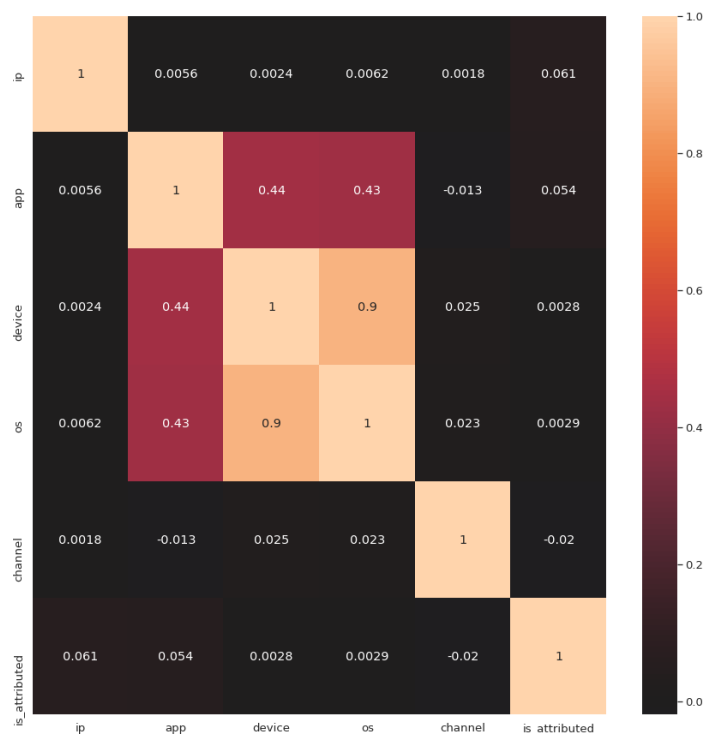 1.0
ip 1 0.0056 0.0024 0.0062 0.0018 0.061
0.8
app 0.0056 1 0.44 0.43 -0.013 0.054
0.6
device 0.0024 0.44 1 0.9 0.025 0.0028
os 0.0062 0.43 0.9 1 0.023 0.0029
0.4
channel 0.0018 -0.013 0.025 0.023 1 -0.02
0.2
is_attributed 0.061 0.054 0.0028 0.0029 -0.02 1
0.0
ip app device os channel is_attributed